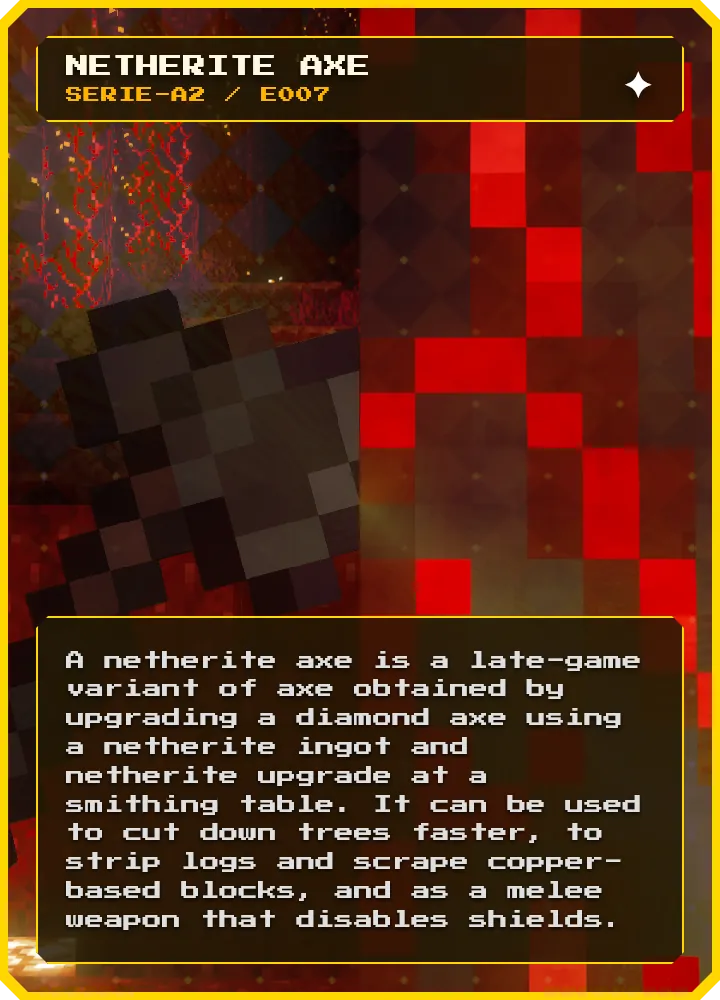 NETHERITE AXE
SERIE-A2 / E007
A netherite axe is a late-game
variant of axe obtained by
upgrading a diamond axe using
a netherite ingot and
netherite upgrade at a
smithing table. It can be used
to cut down trees faster, to
strip logs and scrape copper-
based blocks, and as a melee
weapon that disables shields.